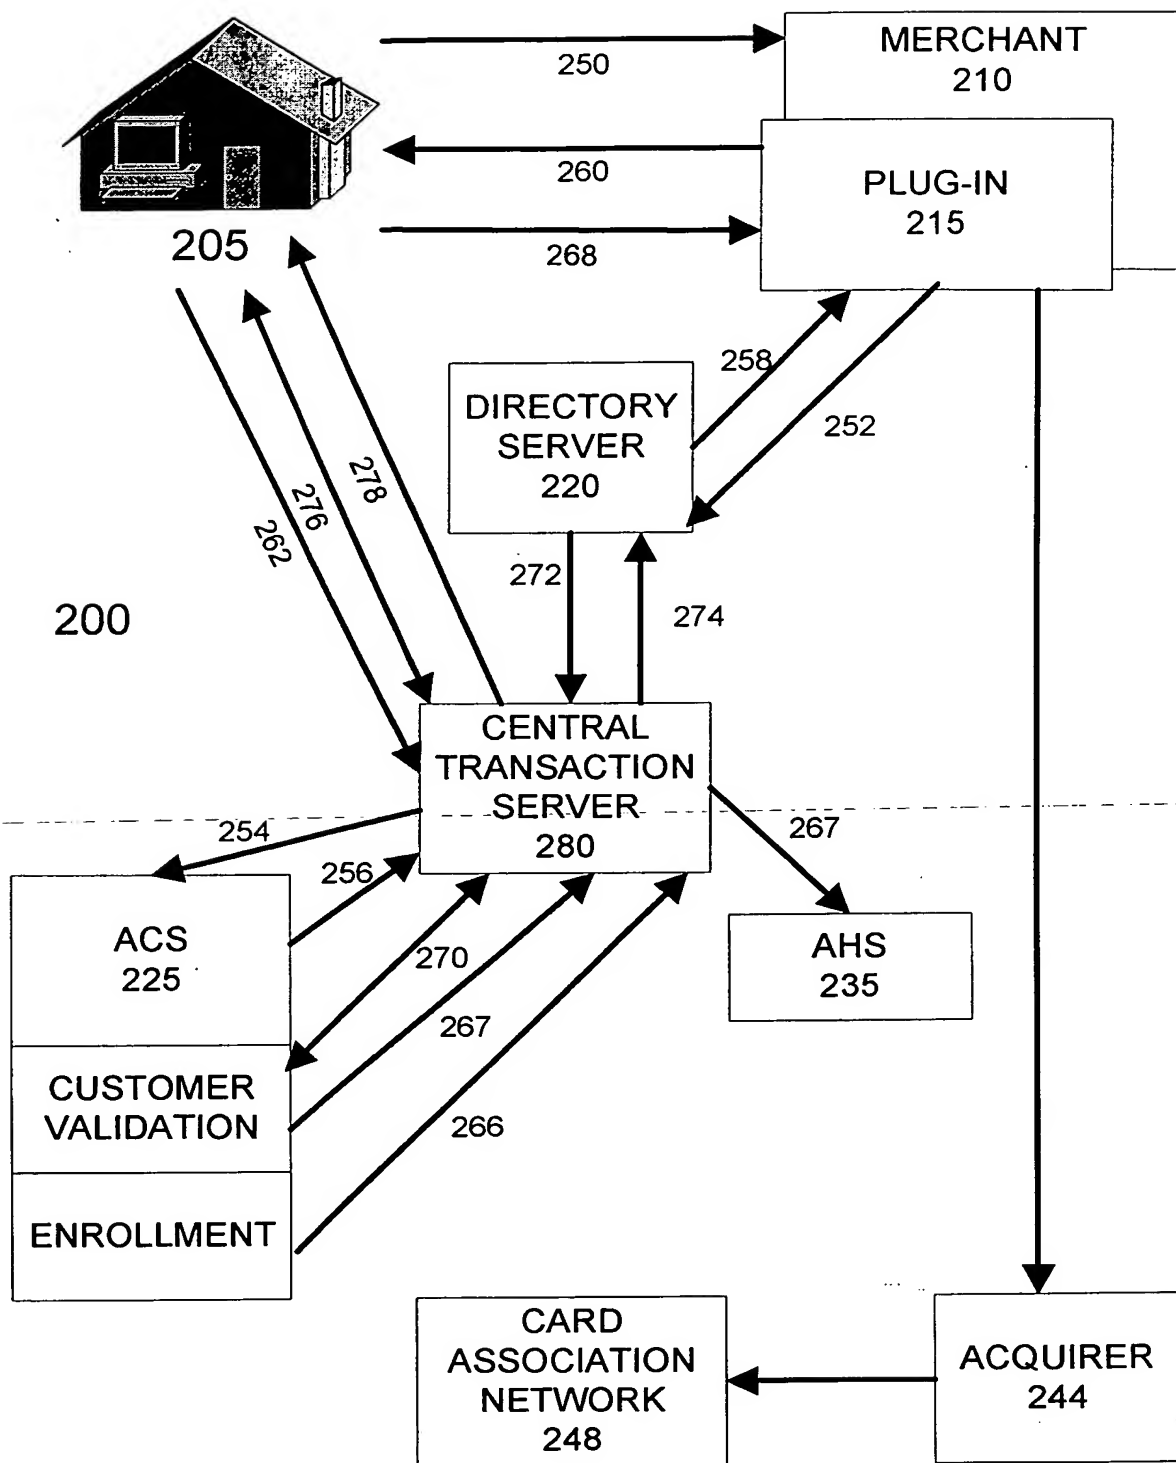 MERCHANT
210
250
260
PLUG-IN
215
205
268
258
DIRECTORY
SERVER
220
252
278
276
262
272
274
200
CENTRAL
TRANSACTION
SERVER
280
254
267
256
ACS
225
270
AHS
235
267
CUSTOMER
VALIDATION
266
ENROLLMENT
CARD
ASSOCIATION
NETWORK
248
ACQUIRER
244